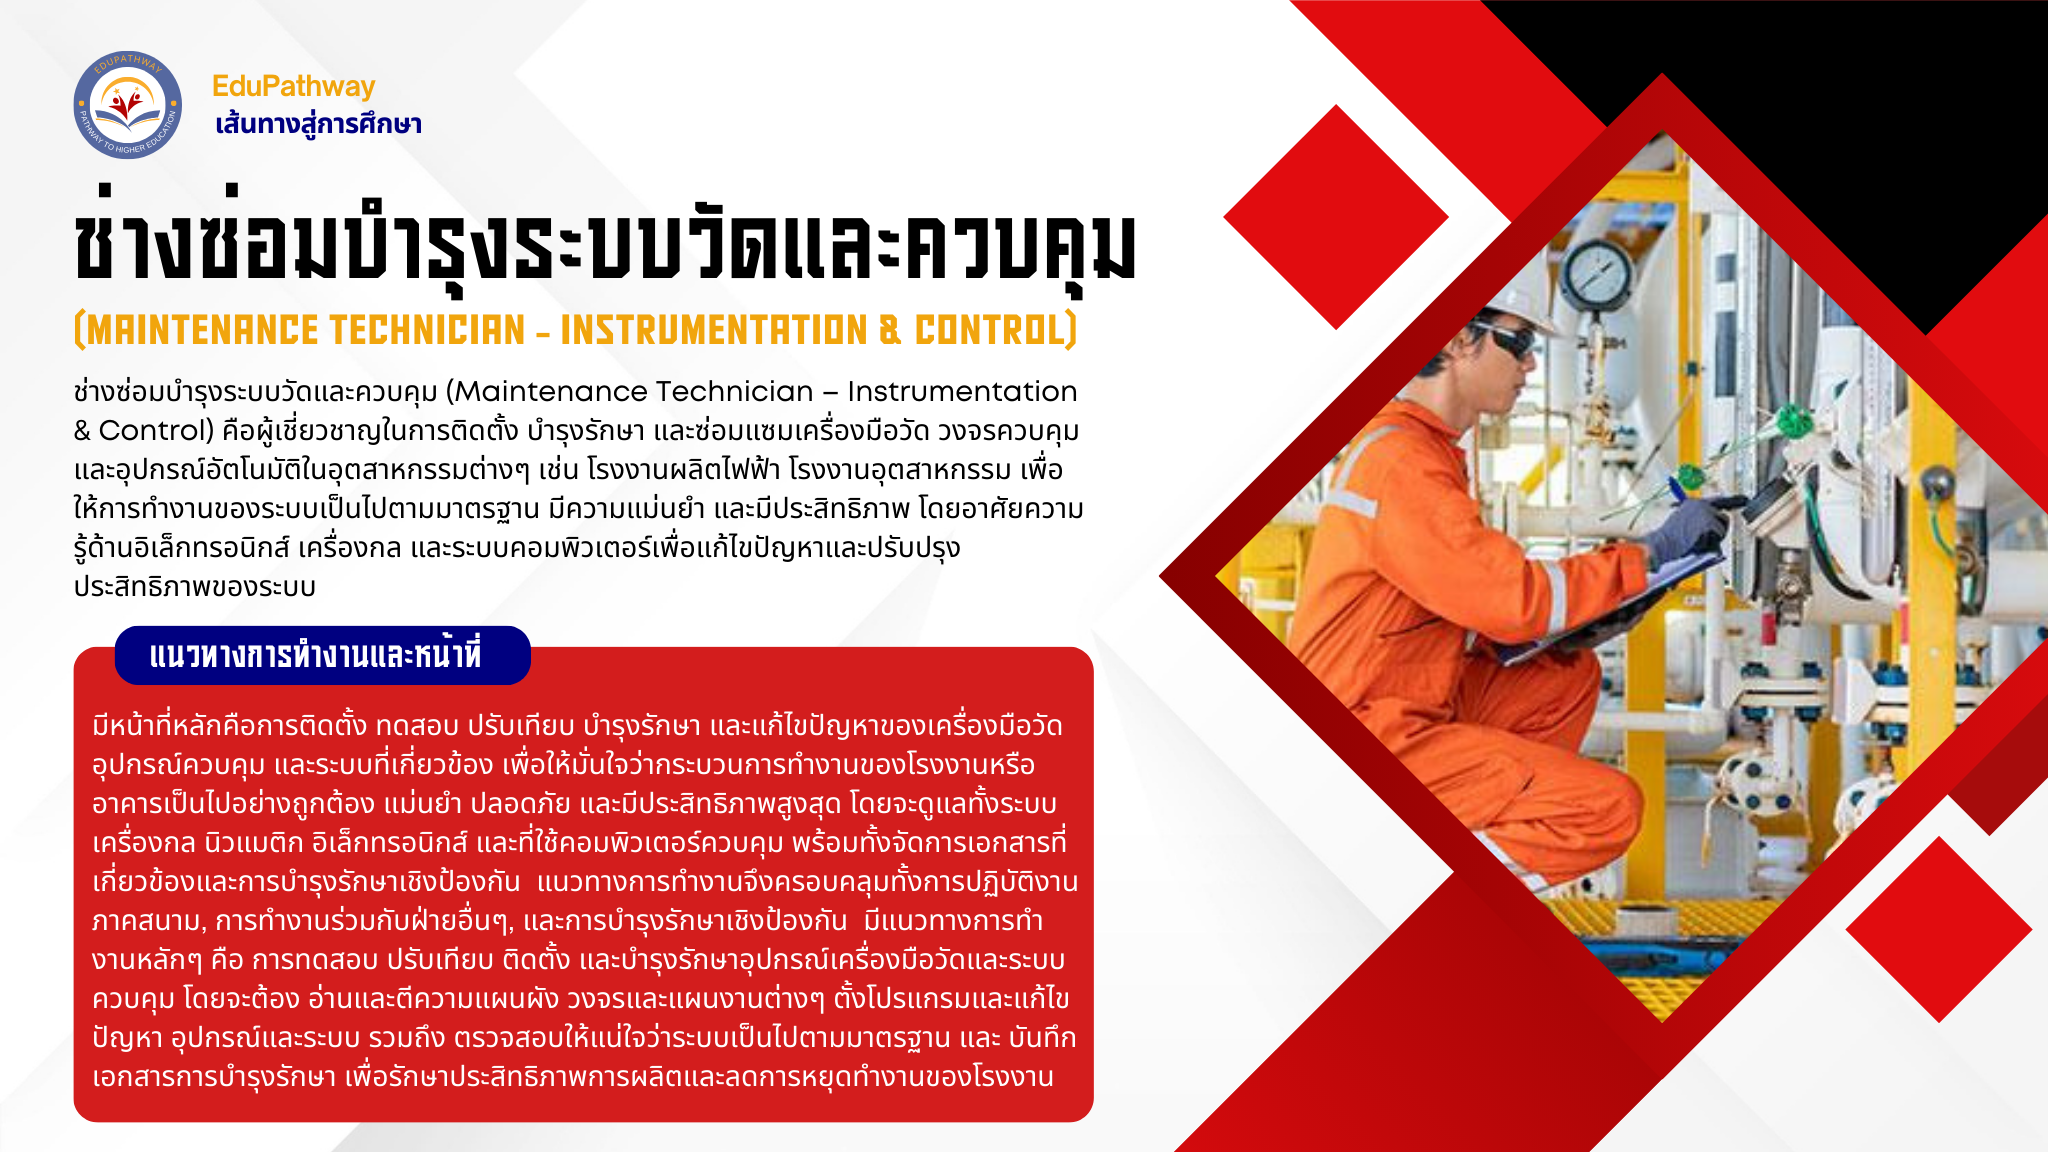 EDUPATHWAY
PATHWAY TO HIGHER EDUCATION
EduPathway
เส้นทางสู่การศึกษา
ช่างซ่อมบำรุงระบบวัดและควบคุม
(MAINTENANCE TECHNICIAN - INSTRUMENTATION & CONTROL)
ช่างซ่อมบำรุงระบบวัดและควบคุม (Maintenance Technician – Instrumentation
& Control) คือผู้เชี่ยวชาญในการติดตั้ง บำรุงรักษา และซ่อมแซมเครื่องมือวัด วงจรควบคุม
และอุปกรณ์อัตโนมัติในอุตสาหกรรมต่างๆ เช่น โรงงานผลิตไฟฟ้า โรงงานอุตสาหกรรม เพื่อ
ให้การทำงานของระบบเป็นไปตามมาตรฐาน มีความแม่นยำ และมีประสิทธิภาพ โดยอาศัยความ
รู้ด้านอิเล็กทรอนิกส์ เครื่องกล และระบบคอมพิวเตอร์เพื่อแก้ไขปัญหาและปรับปรุง
ประสิทธิภาพของระบบ
แนวทางการทำงานและหน้าที่
มีหน้าที่หลักคือการติดตั้ง ทดสอบ ปรับเทียบ บำรุงรักษา และแก้ไขปัญหาของเครื่องมือวัด
อุปกรณ์ควบคุม และระบบที่เกี่ยวข้อง เพื่อให้มั่นใจว่ากระบวนการทำงานของโรงงานหรือ
อาคารเป็นไปอย่างถูกต้อง แม่นยำ ปลอดภัย และมีประสิทธิภาพสูงสุด โดยจะดูแลทั้งระบบ
เครื่องกล นิวแมติก อิเล็กทรอนิกส์ และที่ใช้คอมพิวเตอร์ควบคุม พร้อมทั้งจัดการเอกสารที่
เกี่ยวข้องและการบำรุงรักษาเชิงป้องกัน แนวทางการทำงานจึงครอบคลุมทั้งการปฏิบัติงาน
ภาคสนาม, การทำงานร่วมกับฝ่ายอื่นๆ, และการบำรุงรักษาเชิงป้องกัน มีแนวทางการทำ
งานหลักๆ คือ การทดสอบ ปรับเทียบ ติดตั้ง และบำรุงรักษาอุปกรณ์เครื่องมือวัดและระบบ
ควบคุม โดยจะต้อง อ่านและตีความแผนผัง วงจรและแผนงานต่างๆ ตั้งโปรแกรมและแก้ไข
ปัญหา อุปกรณ์และระบบ รวมถึง ตรวจสอบให้แน่ใจว่าระบบเป็นไปตามมาตรฐาน และ บันทึก
เอกสารการบำรุงรักษา เพื่อรักษาประสิทธิภาพการผลิตและลดการหยุดทำงานของโรงงาน